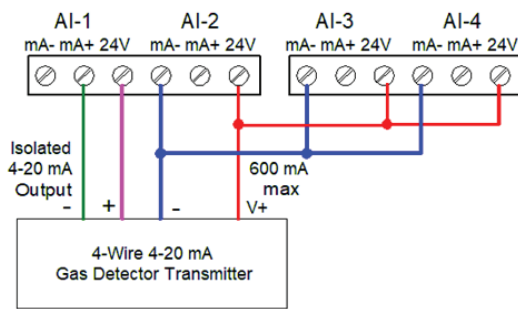 AI-1 AI-2 AI-3 AI-4
mA- mA+ 24V mA- mA+ 24V mA- mA+ 24V mA- mA+ 24V
Isolated
4-20 mA
Output
600 mA
max
- + - V+
4-Wire 4-20 mA
Gas Detector Transmitter